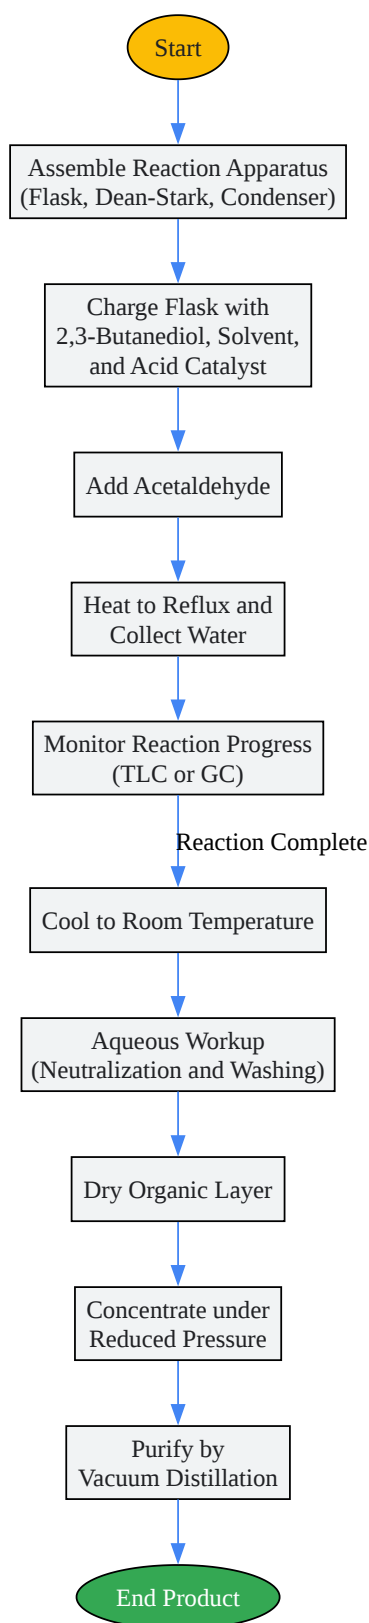 Start
Assemble Reaction Apparatus
(Flask, Dean-Stark, Condenser)
Charge Flask with
2,3-Butanediol, Solvent,
and Acid Catalyst
Add Acetaldehyde
Heat to Reflux and
Collect Water
Monitor Reaction Progress
(TLC or GC)
Reaction Complete
Cool to Room Temperature
Aqueous Workup
(Neutralization and Washing)
Dry Organic Layer
Concentrate under
Reduced Pressure
Purify by
Vacuum Distillation
End Product